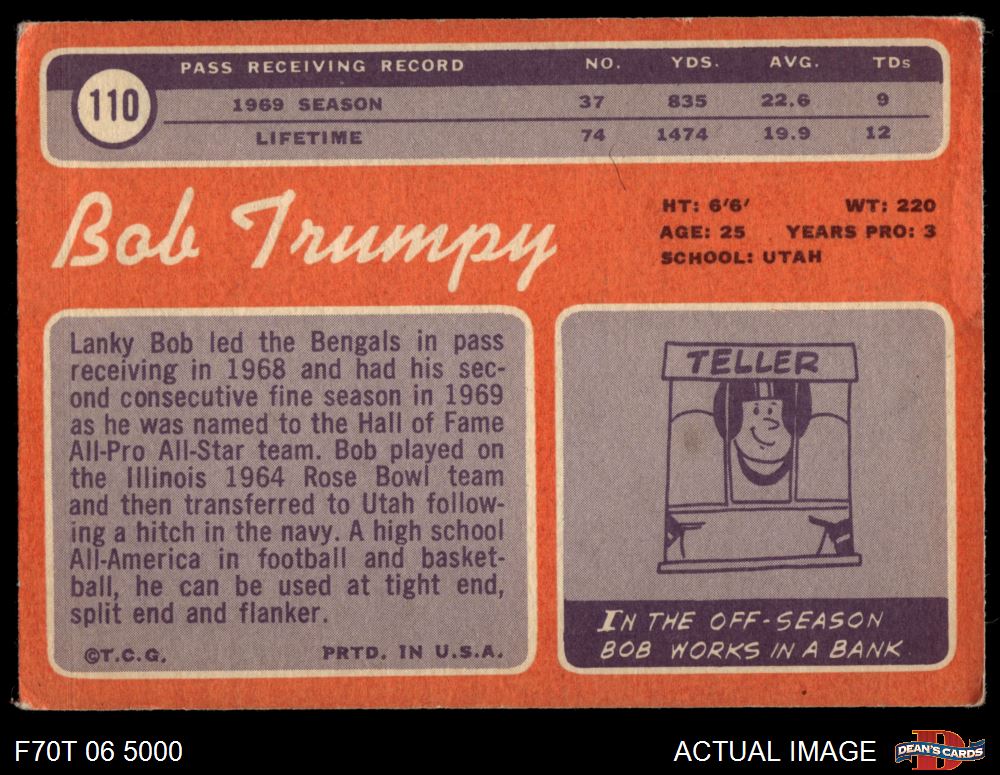 PASS RECEIVING RECORD NO. YDS. AVG. TDs
110
1969 SEASON 37 835 22.6 9
LIFETIME 74 1474 19.9 12
Bob Trumpy
HT: 6'6' WT: 220
AGE: 25 YEARS PRO: 3
SCHOOL: UTAH
Lanky Bob led the Bengals in pass
receiving in 1968 and had his sec-
ond consecutive fine season in 1969
as he was named to the Hall of Fame
All-Pro All-Star team. Bob played on
the Illinois 1964 Rose Bowl team
and then transferred to Utah follow-
ing a hitch in the navy. A high school
All-America in football and basket-
ball, he can be used at tight end,
split end and flanker.
©T.C.G. PRTD. IN U.S.A.
TELLER
IN THE OFF-SEASON
BOB WORKS IN A BANK
F70T 06 5000
ACTUAL IMAGE
D
DEAN'S CARDS